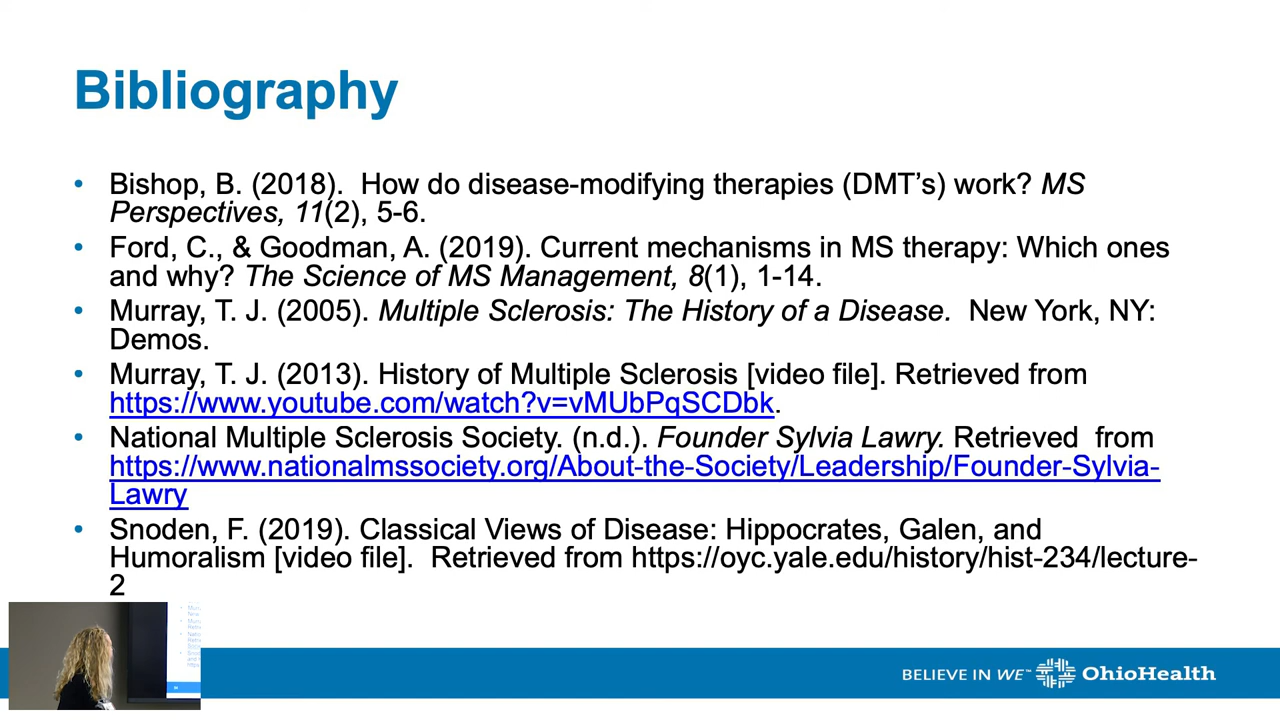 Bibliography
• Bishop, B. (2018).  How do disease-modifying therapies (DMT’s) work? MS
Perspectives, 11(2), 5-6.
• Ford, C., & Goodman, A. (2019). Current mechanisms in MS therapy: Which ones
and why? The Science of MS Management, 8(1), 1-14.
• Murray, T. J. (2005). Multiple Sclerosis: The History of a Disease.  New York, NY:
Demos.
• Murray, T. J. (2013). History of Multiple Sclerosis [video file]. Retrieved from
https://www.youtube.com/watch?v=vMUbPqSCDbk.
• National Multiple Sclerosis Society. (n.d.). Founder Sylvia Lawry. Retrieved  from
https://www.nationalmssociety.org/About-the-Society/Leadership/Founder-Sylvia-
Lawry
• Snoden, F. (2019). Classical Views of Disease: Hippocrates, Galen, and
Humoralism [video file].  Retrieved from https://oyc.yale.edu/history/hist-234/lecture-
2
BELIEVE IN WE™ OhioHealth